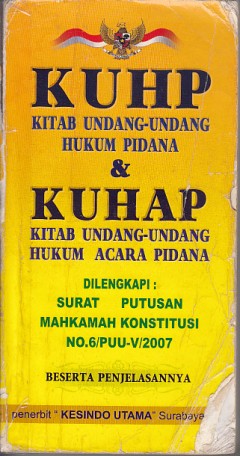 KUHP
KITAB UNDANG-UNDANG
HUKUM PIDANA
&
KUHAP
KITAB UNDANG-UNDANG
HUKUM ACARA PIDANA
DILENGKAPI :
SURAT PUTUSAN
MAHKAMAH KONSTITUSI
NO.6/PUU-V/2007
BESERTA PENJELASANNYA
penerbit " KESINDO UTAMA" Surabaya